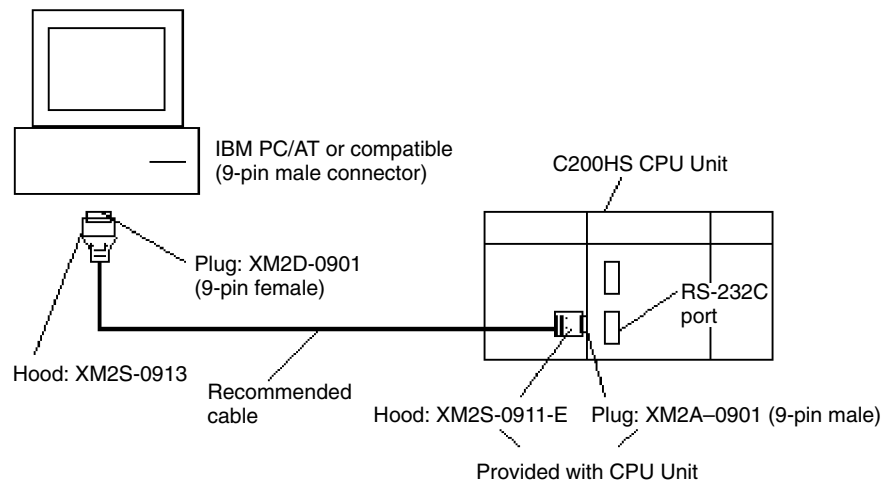 IBM PC/AT or compatible
(9-pin male connector)
C200HS CPU Unit
Plug: XM2D-0901
(9-pin female)
RS-232C
port
Hood: XM2S-0913
Recommended
cable
Hood: XM2S-0911-E
Plug: XM2A–0901 (9-pin male)
Provided with CPU Unit